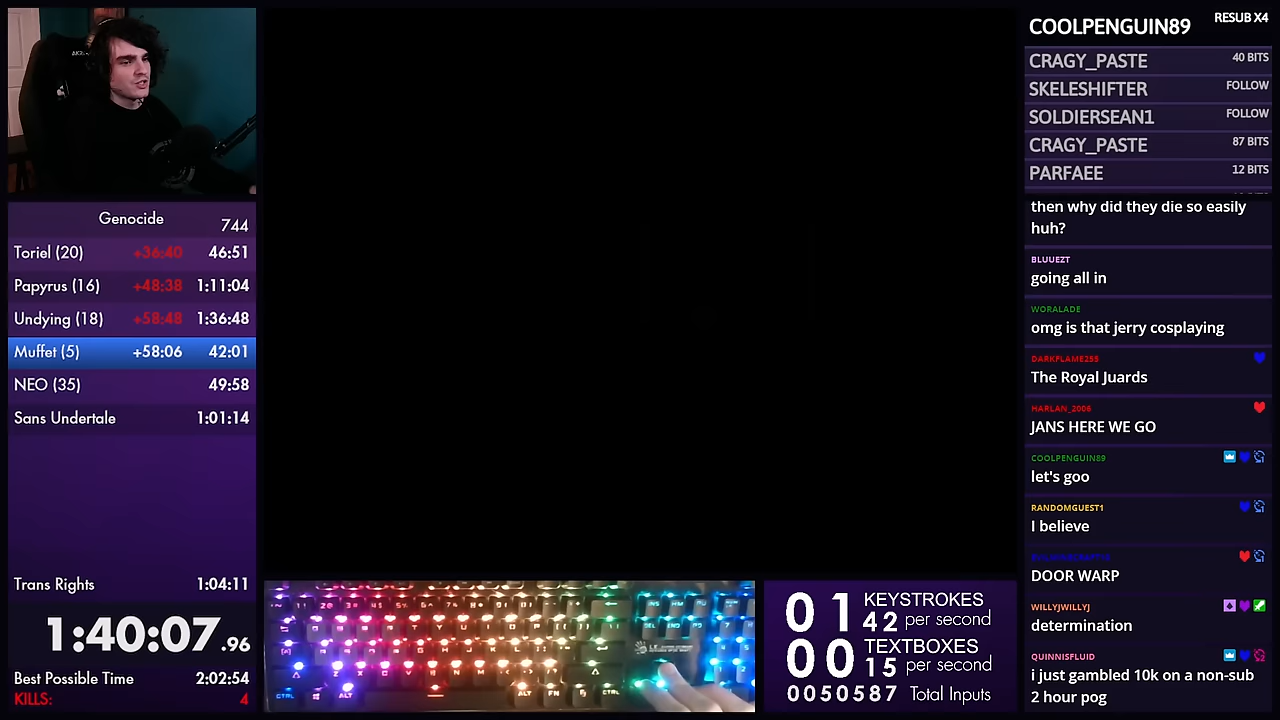 Genocide
744
Toriel (20) +36:40 46:51
Papyrus (16) +48:38 1:11:04
Undying (18) +58:48 1:36:48
Muffet (5) +58:06 42:01
NEO (35) 49:58
Sans Undertale 1:01:14
Trans Rights 1:04:11
1:40:07.96
Best Possible Time 2:02:54
KILLS: 4
CTRL
ALT
ALT
FN
CTRL
01 42 KEYSTROKES per second
00 15 TEXTBOXES per second
0050587 Total Inputs
COOLPENGUIN89 RESUB X4
CRAGY_PASTE 40 BITS
SKELESHIFTER FOLLOW
SOLDIERSEAN1 FOLLOW
CRAGY_PASTE 87 BITS
PARFAEE 12 BITS
then why did they die so easily
huh?
BLUUEZT
going all in
WORALADE
omg is that jerry cosplaying
DARKFLAME255
The Royal Juards
HARLAN_2006
JANS HERE WE GO
COOLPENGUIN89
let's goo
RANDOMGUEST1
I believe
DOOR WARP
WILLYJWILLYJ
determination
QUINNISFLUID
i just gambled 10k on a non-sub
2 hour pog